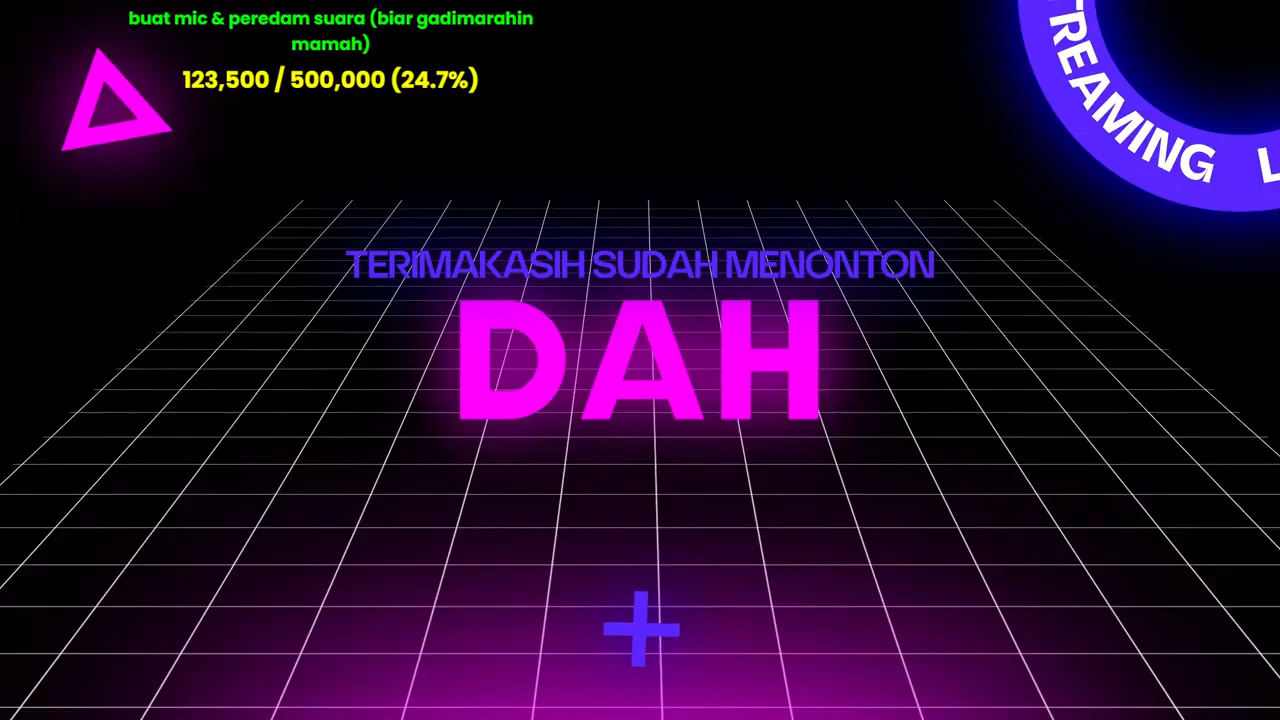 buat mic & peredam suara (biar gadimarahin
mamah)
123,500 / 500,000 (24.7%)
TREAMING L
TERIMAKASIH SUDAH MENONTON
DAH